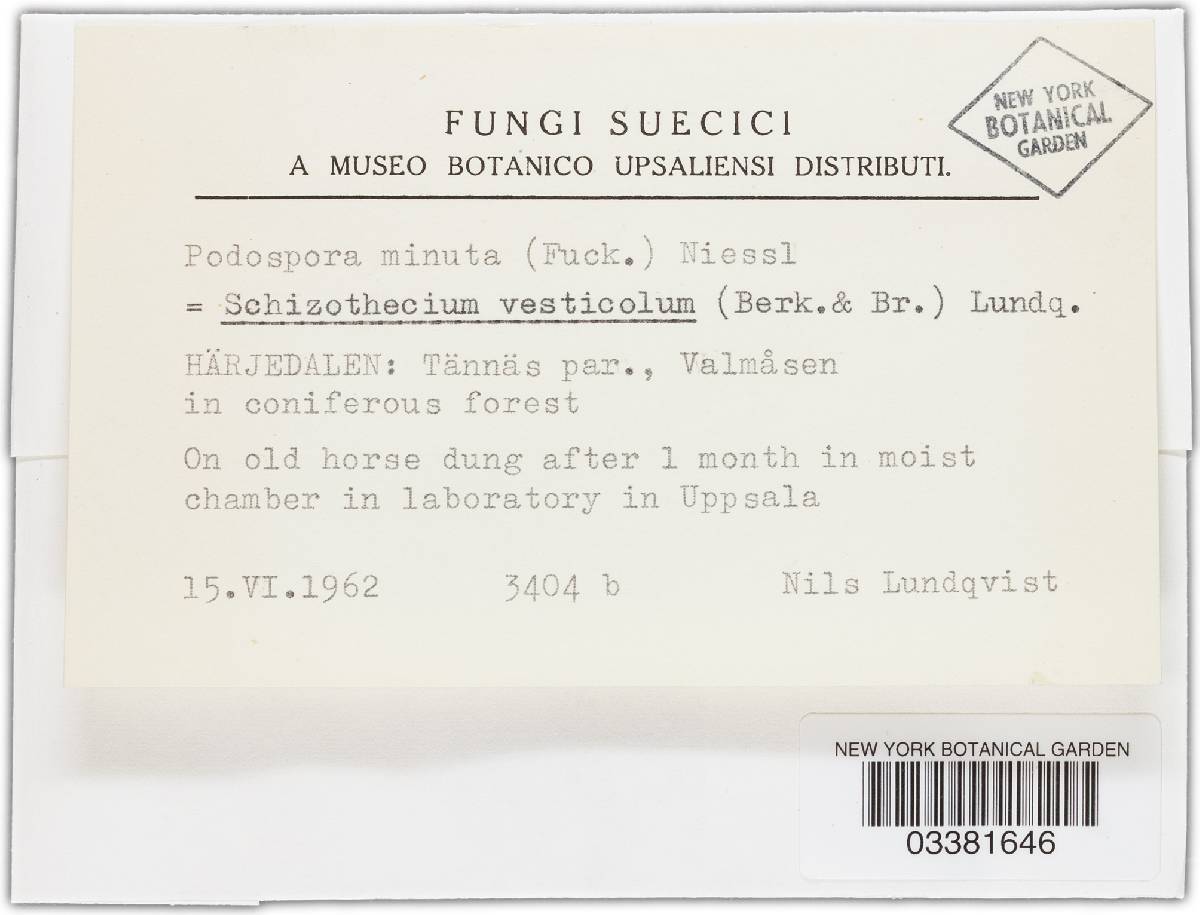 NEW YORK
BOTANICAL
GARDEN
FUNGI SUECICI
A MUSEO BOTANICO UPSALIENSI DISTRIBUTI.
Podospora minuta (Fuck.) Niessl
= Schizothecium vesticolum (Berk.& Br.) Lundq.
HÄRJEDALEN: Tännäs par., Valmåsen
in coniferous forest
On old horse dung after 1 month in moist
chamber in laboratory in Uppsala
15.VI.1962 3404 b Nils Lundqvist
NEW YORK BOTANICAL GARDEN
03381646